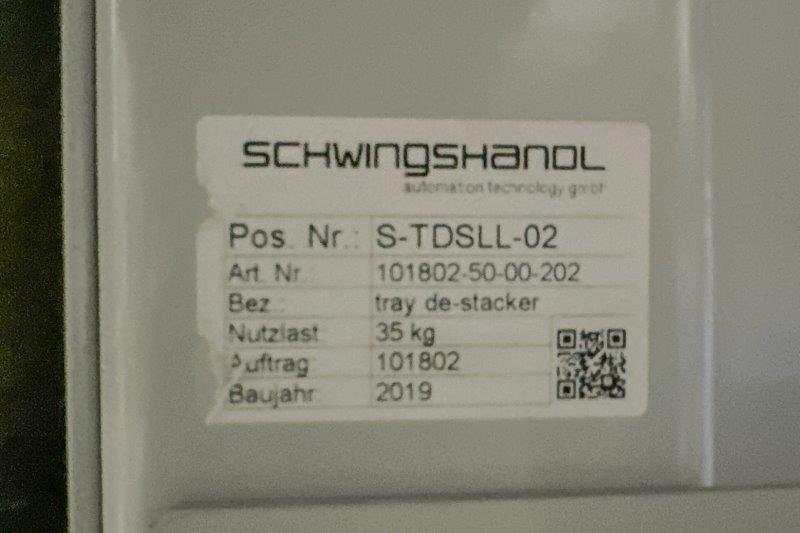 SCHWINGSHANDL
automation technology gmbh
Pos. Nr.: S-TDSLL-02
Art. Nr.: 101802-50-00-202
Bez.: tray de-stacker
Nutzlast 35 kg
Auftrag 101802
Baujahr 2019